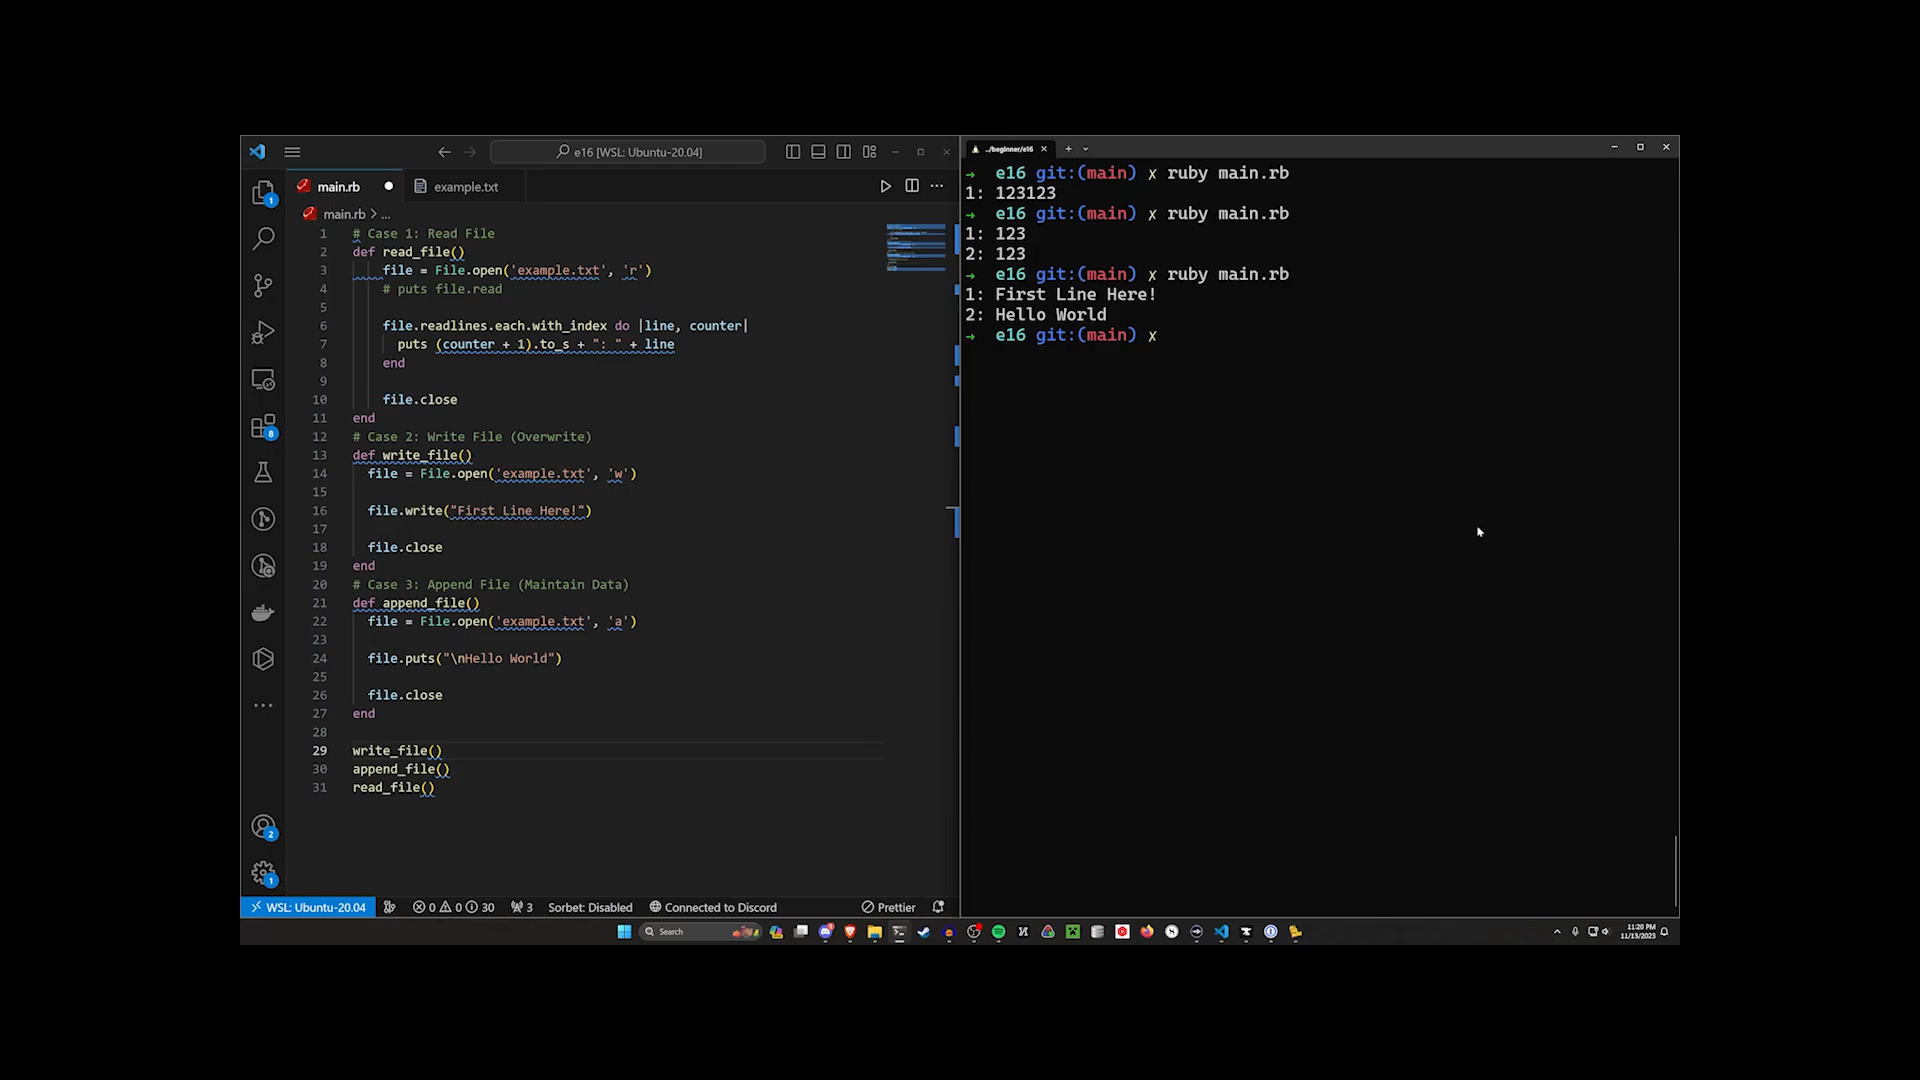 e16 [WSL: Ubuntu-20.04]
main.rb
example.txt
main.rb > ...
1 # Case 1: Read File
2 def read_file()
3 file = File.open('example.txt', 'r')
4 # puts file.read
5
6 file.readlines.each.with_index do |line, counter|
7 puts (counter + 1).to_s + ": " + line
8 end
9
10 file.close
11 end
12 # Case 2: Write File (Overwrite)
13 def write_file()
14 file = File.open('example.txt', 'w')
15
16 file.write("First Line Here!")
17
18 file.close
19 end
20 # Case 3: Append File (Maintain Data)
21 def append_file()
22 file = File.open('example.txt', 'a')
23
24 file.puts("\nHello World")
25
26 file.close
27 end
28
29 write_file()
30 append_file()
31 read_file()
1
8
2
1
WSL: Ubuntu-20.04 0 0 30 3 Sorbet: Disabled Connected to Discord Prettier
../beginner/e16
→ e16 git:(main) ✗ ruby main.rb
1: 123123
→ e16 git:(main) ✗ ruby main.rb
1: 123
2: 123
→ e16 git:(main) ✗ ruby main.rb
1: First Line Here!
2: Hello World
→ e16 git:(main) ✗
Search
11:20 PM
11/13/2023